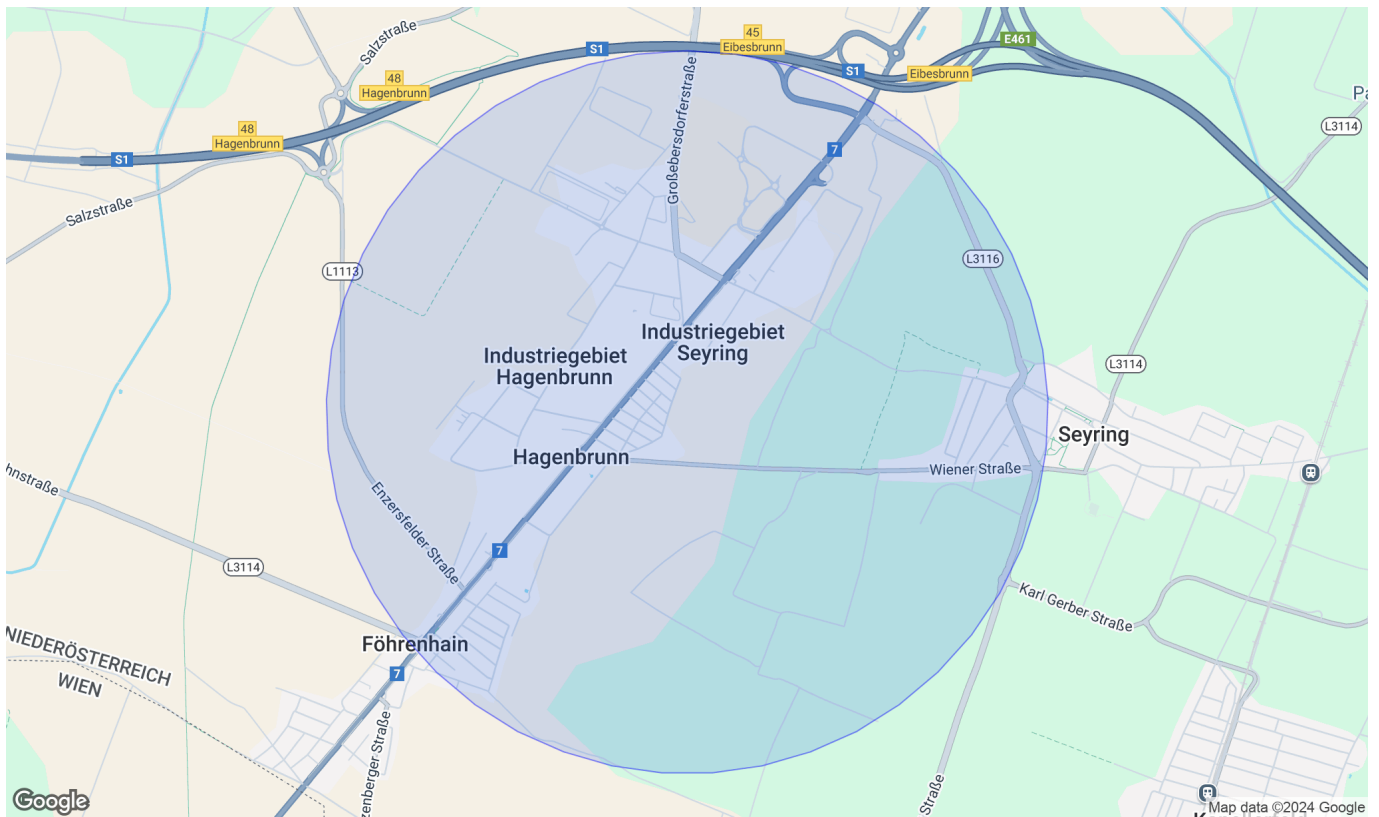 Salzstraße
45
Eibesbrunn
S1
E461
S1
Eibesbrunn
48
Hagenbrunn
L3114
48
Hagenbrunn
S1
7
Großebersdorferstraße
Salzstraße
L1113
L3116
Industriegebiet
Seyring
Industriegebiet
Hagenbrunn
L3114
Seyring
Hagenbrunn
Wiener Straße
Enzersfelder Straße
7
L3114
Karl Gerber Straße
Föhrenhain
NIEDERÖSTERREICH
WIEN
7
Straße
Google
Map data ©2024 Google